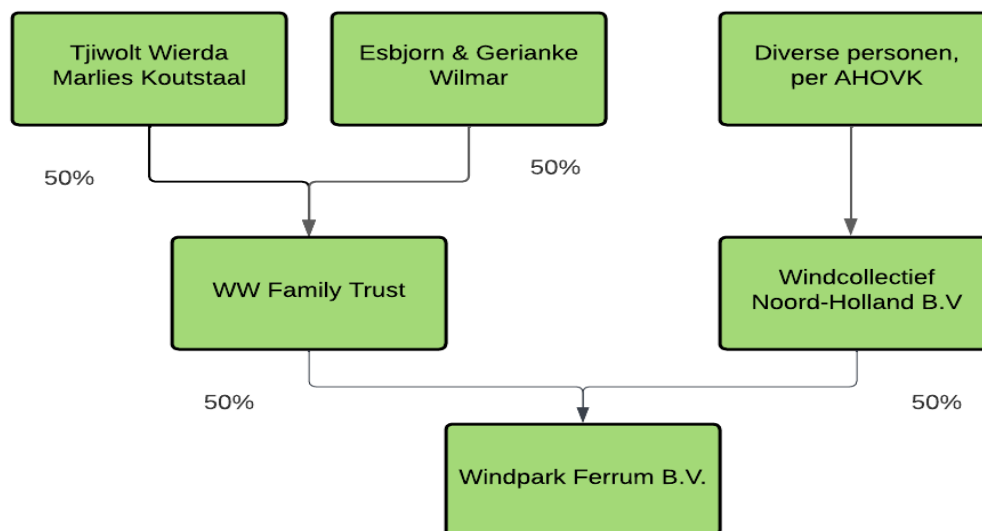 Tjiwolt Wierda
Marlies Koutstaal
Esbjorn & Gerianke
Wilmar
Diverse personen,
per AHOVK
50%
50%
WW Family Trust
Windcollectief
Noord-Holland B.V
50%
50%
Windpark Ferrum B.V.